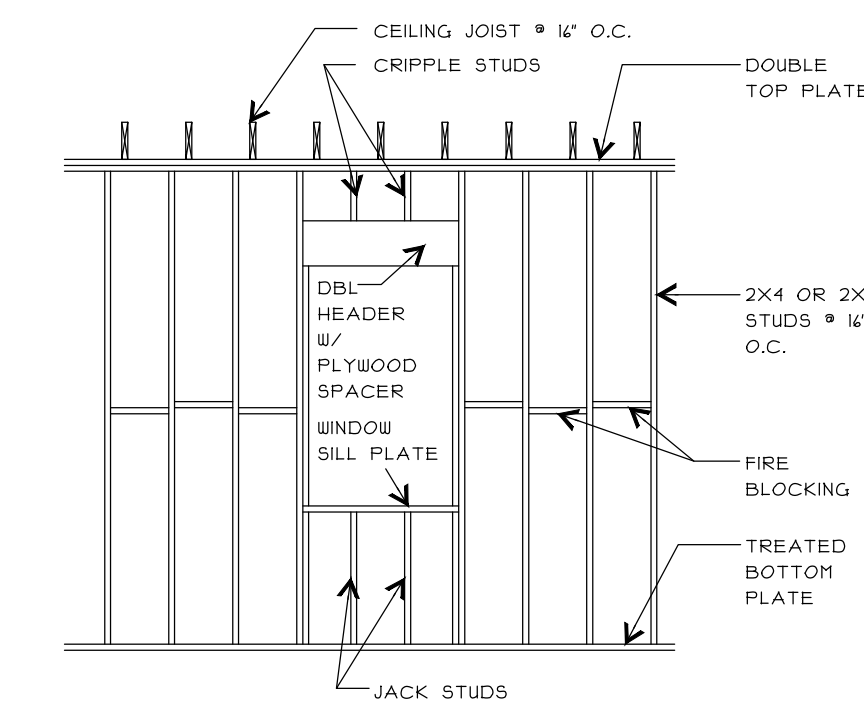 CEILING JOIST @ 16" O.C.
CRIPPLE STUDS
DOUBLE
TOP PLATE
DBL
HEADER
W/
PLYWOOD
SPACER
2X4 OR 2X
STUDS @ 16"
O.C.
WINDOW
SILL PLATE
FIRE
BLOCKING
TREATED
BOTTOM
PLATE
JACK STUDS